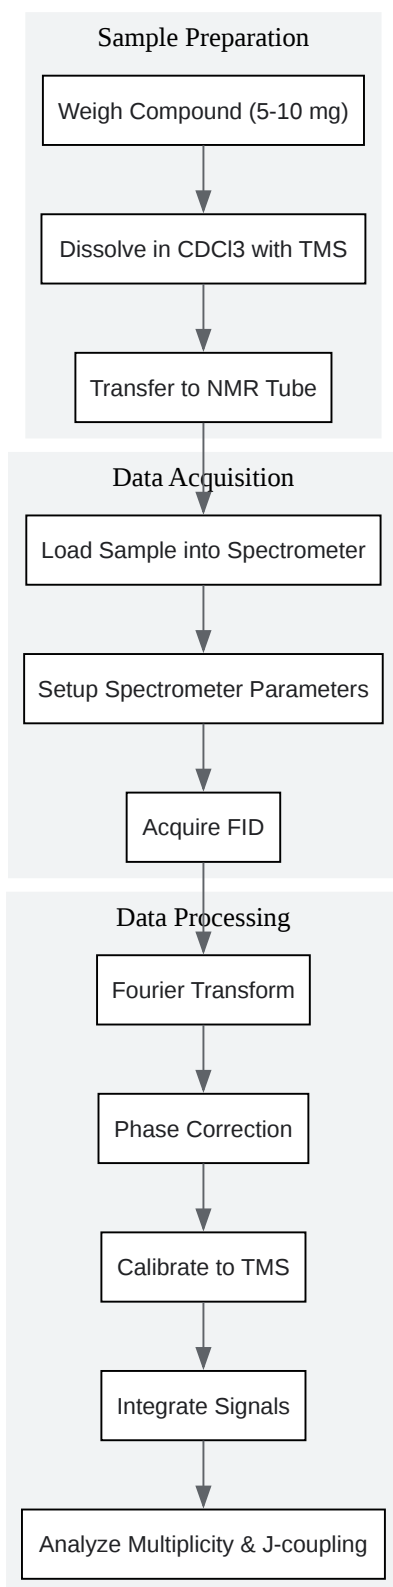 Sample Preparation
Weigh Compound (5-10 mg)
Dissolve in CDCl3 with TMS
Transfer to NMR Tube
Data Acquisition
Load Sample into Spectrometer
Setup Spectrometer Parameters
Acquire FID
Data Processing
Fourier Transform
Phase Correction
Calibrate to TMS
Integrate Signals
Analyze Multiplicity & J-coupling